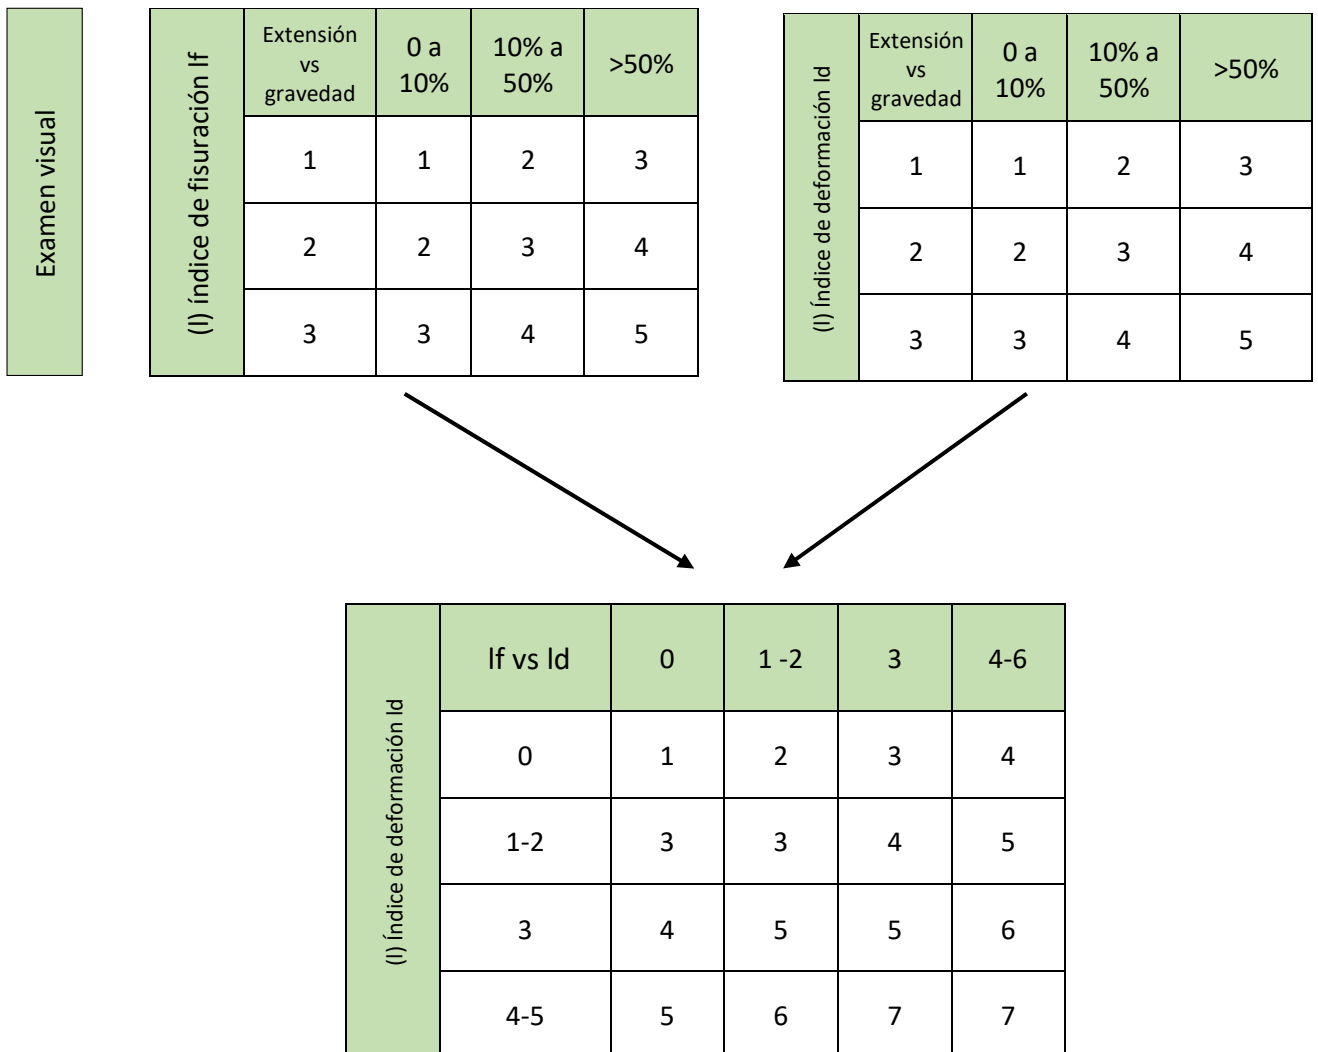 Examen visual
(I) índice de fisuración If
Extensión
vs
gravedad
0 a
10%
10% a
50%
>50%
1 1 2 3
2 2 3 4
3 3 4 5
(I) Índice de deformación Id
Extensión
vs
gravedad
0 a
10%
10% a
50%
>50%
1 1 2 3
2 2 3 4
3 3 4 5
(I) Índice de deformación Id
If vs Id 0 1 -2 3 4-6
0 1 2 3 4
1-2 3 3 4 5
3 4 5 5 6
4-5 5 6 7 7